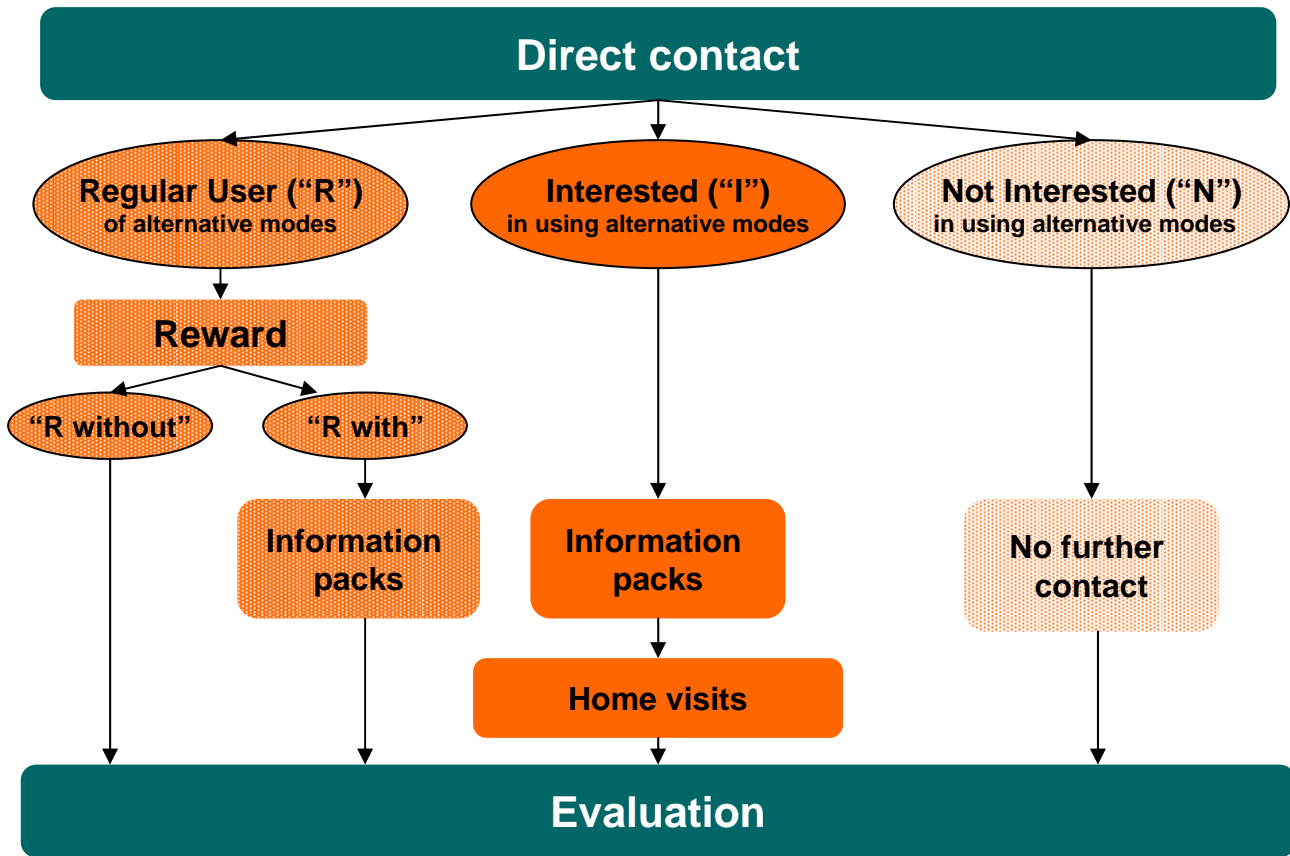 Direct contact
Regular User (“R”)
of alternative modes
Interested (“I”)
in using alternative modes
Not Interested (“N”)
in using alternative modes
Reward
“R without”
“R with”
Information
packs
Information
packs
No further
contact
Home visits
Evaluation